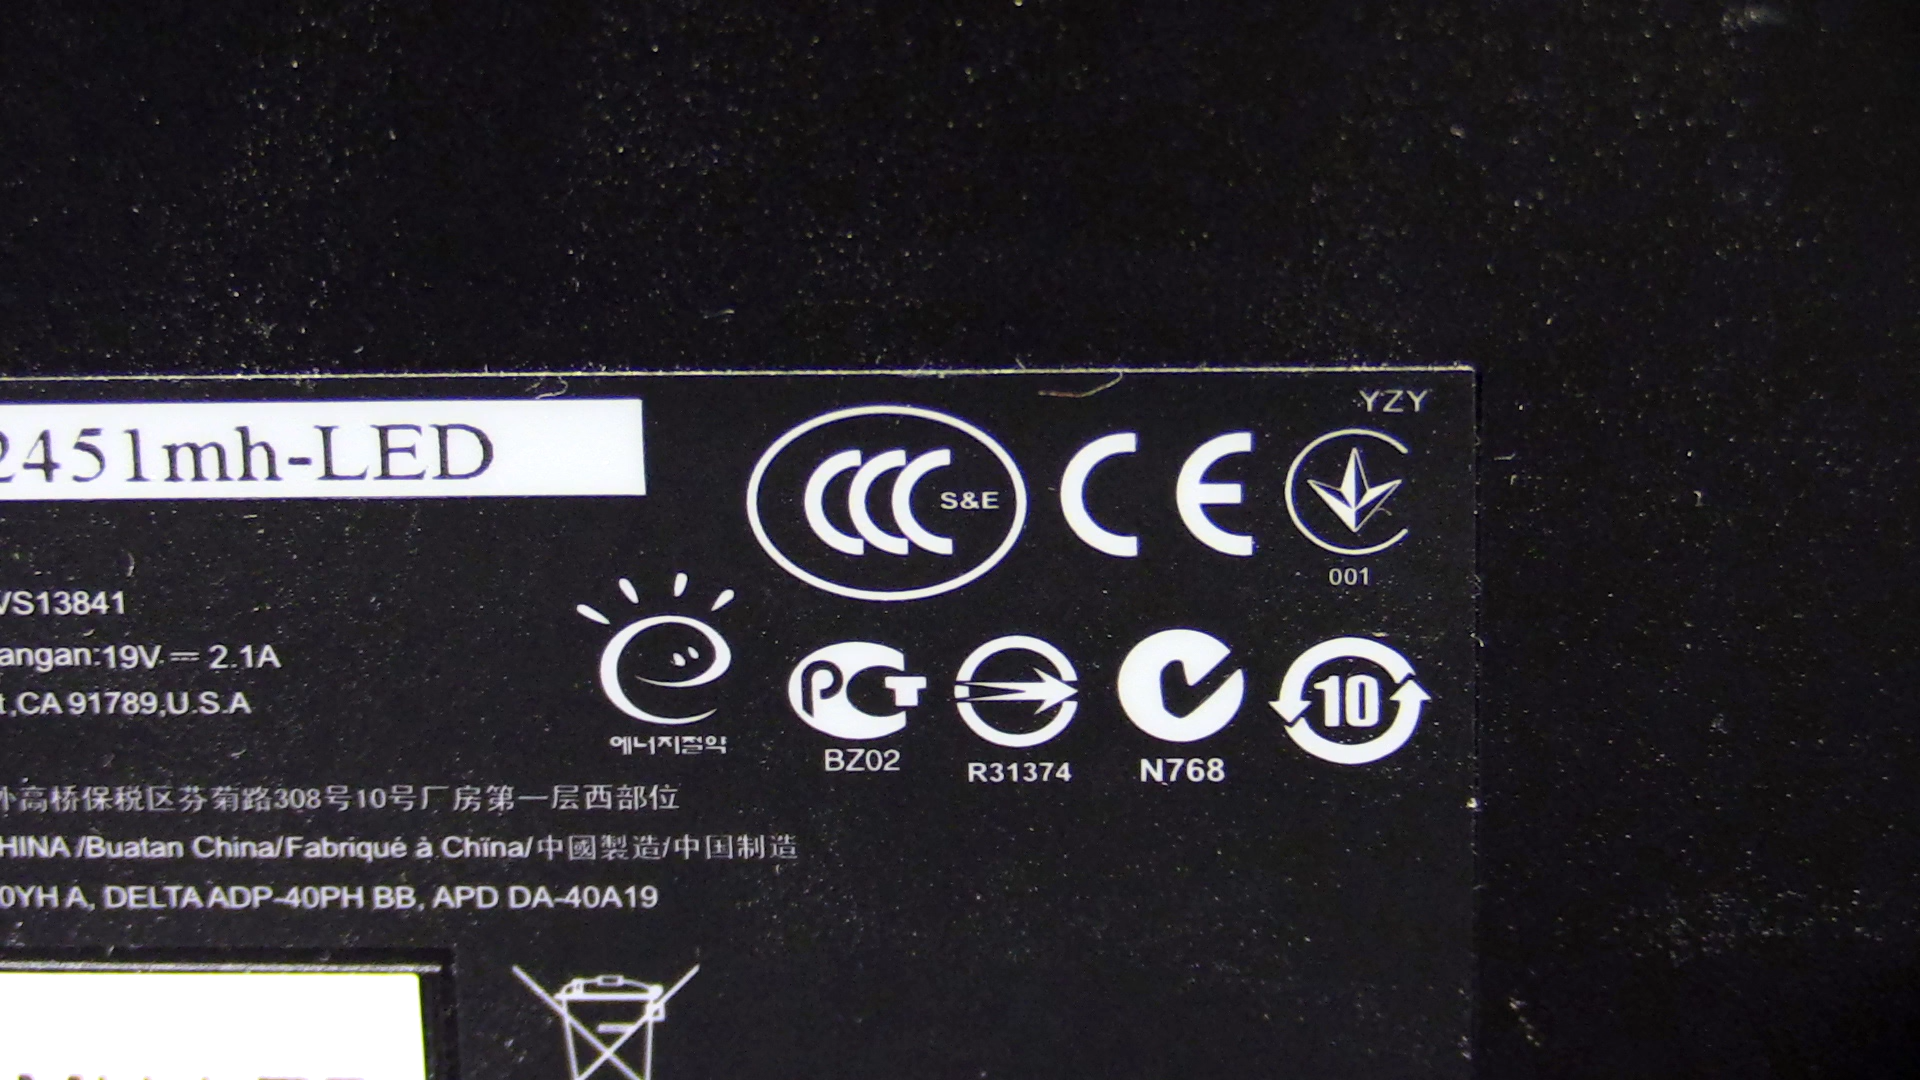 2451mh-LED
YZY
CCC S&E
CE
001
VS13841
angan:19V⎓2.1A
t,CA 91789,U.S.A
에너지절약
РСТ
10
BZ02
R31374
N768
外高桥保税区芬菊路308号10号厂房第一层西部位
HINA /Buatan China/Fabriqué à Chïna/中國製造/中国制造
0YH A, DELTA ADP-40PH BB, APD DA-40A19